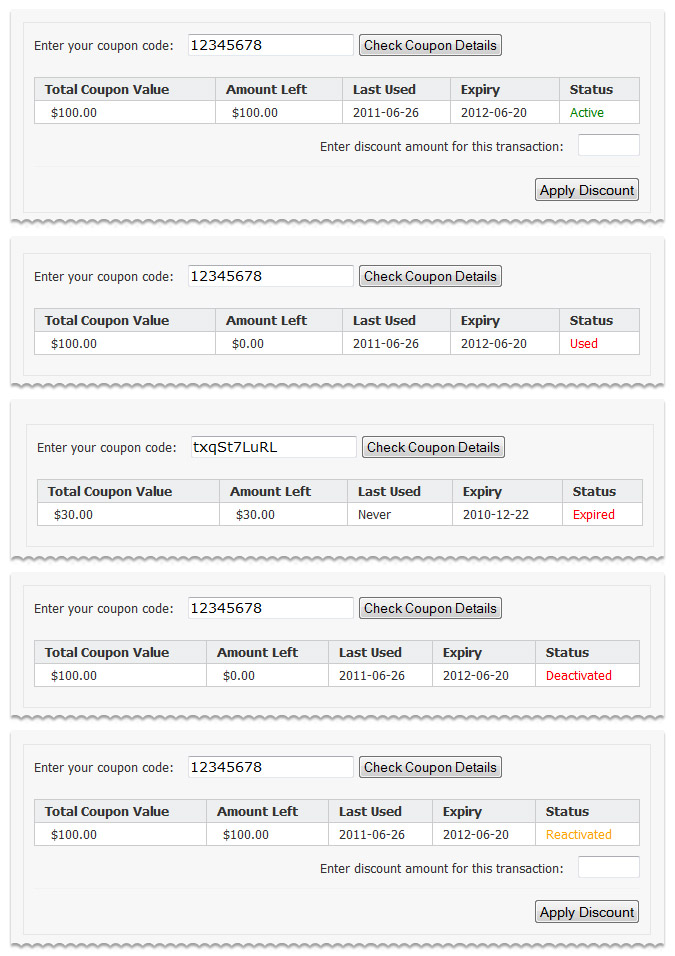 Enter your coupon code: 12345678 Check Coupon Details
Total Coupon Value Amount Left Last Used Expiry Status
$100.00 $100.00 2011-06-26 2012-06-20 Active
Enter discount amount for this transaction:
Apply Discount
Enter your coupon code: 12345678 Check Coupon Details
Total Coupon Value Amount Left Last Used Expiry Status
$100.00 $0.00 2011-06-26 2012-06-20 Used
Enter your coupon code: txqSt7LuRL Check Coupon Details
Total Coupon Value Amount Left Last Used Expiry Status
$30.00 $30.00 Never 2010-12-22 Expired
Enter your coupon code: 12345678 Check Coupon Details
Total Coupon Value Amount Left Last Used Expiry Status
$100.00 $0.00 2011-06-26 2012-06-20 Deactivated
Enter your coupon code: 12345678 Check Coupon Details
Total Coupon Value Amount Left Last Used Expiry Status
$100.00 $100.00 2011-06-26 2012-06-20 Reactivated
Enter discount amount for this transaction:
Apply Discount